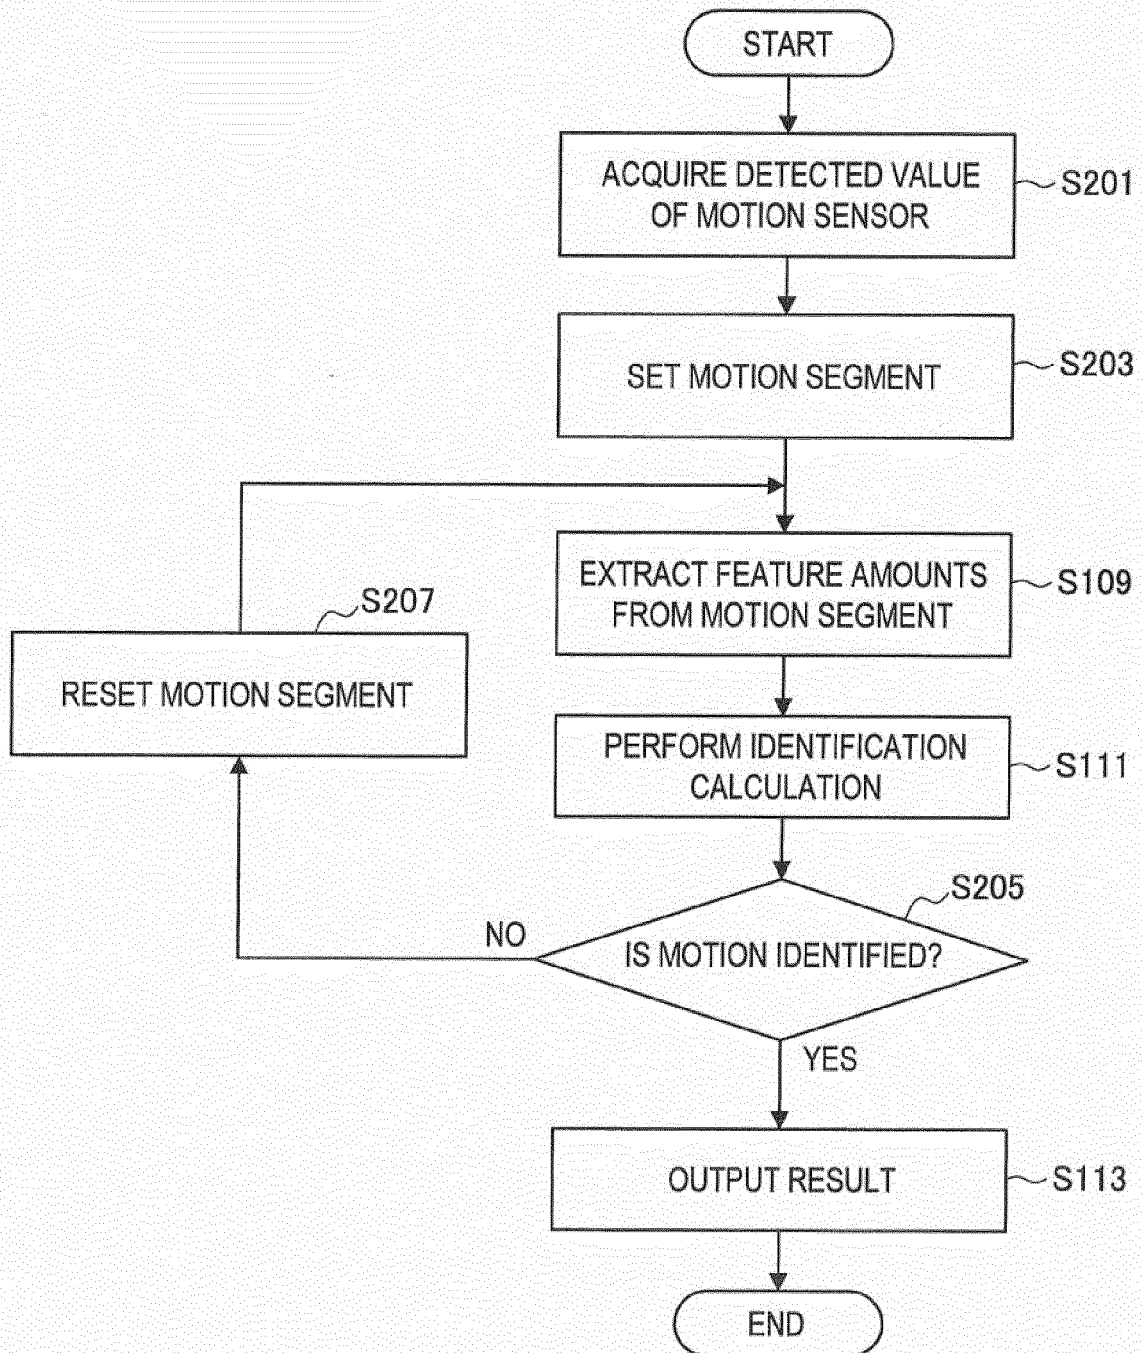 START
ACQUIRE DETECTED VALUE
OF MOTION SENSOR
S201
SET MOTION SEGMENT
S203
EXTRACT FEATURE AMOUNTS
FROM MOTION SEGMENT
S109
S207
RESET MOTION SEGMENT
PERFORM IDENTIFICATION
CALCULATION
S111
S205
NO
IS MOTION IDENTIFIED?
YES
OUTPUT RESULT
S113
END